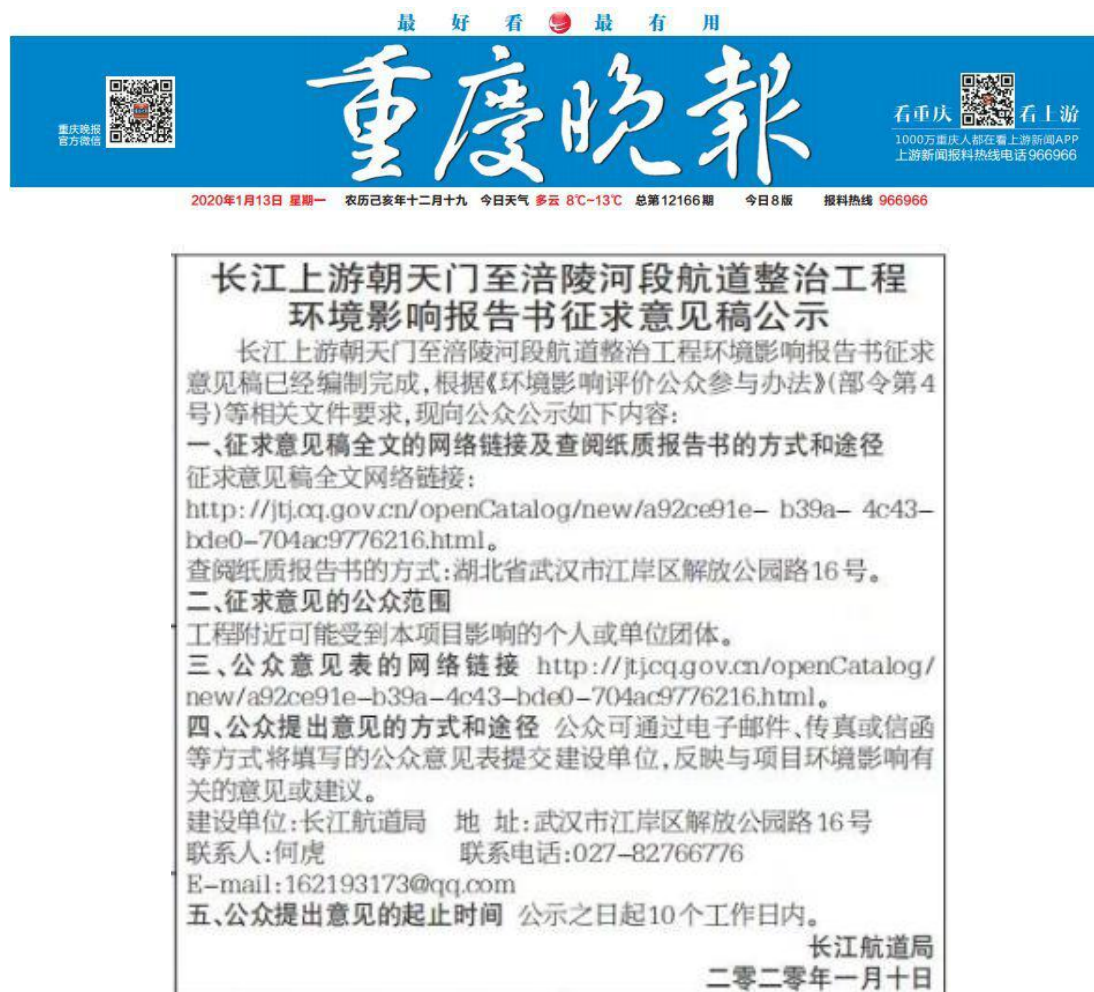 最 好 看 最 有 用
重庆晚报
官方微信
重慶晚報
看重庆 看上游
1000万重庆人都在看上游新闻APP
上游新闻报料热线电话966966
2020年1月13日 星期一 农历己亥年十二月十九 今日天气 多云 8℃~13℃ 总第12166期 今日8版 报料热线 966966
长江上游朝天门至涪陵河段航道整治工程
环境影响报告书征求意见稿公示
长江上游朝天门至涪陵河段航道整治工程环境影响报告书征求
意见稿已经编制完成,根据《环境影响评价公众参与办法》(部令第4
号)等相关文件要求,现向公众公示如下内容:
一、征求意见稿全文的网络链接及查阅纸质报告书的方式和途径
征求意见稿全文网络链接:
http://jtj.cq.gov.cn/openCatalog/new/a92ce91e- b39a- 4c43-
bde0-704ac9776216.html。
查阅纸质报告书的方式:湖北省武汉市江岸区解放公园路16号。
二、征求意见的公众范围
工程附近可能受到本项目影响的个人或单位团体。
三、公众意见表的网络链接 http://jtj.cq.gov.cn/openCatalog/
new/a92ce91e-b39a-4c43-bde0-704ac9776216.html。
四、公众提出意见的方式和途径 公众可通过电子邮件、传真或信函
等方式将填写的公众意见表提交建设单位,反映与项目环境影响有
关的意见或建议。
建设单位:长江航道局 地 址:武汉市江岸区解放公园路16号
联系人:何虎 联系电话:027-82766776
E-mail:162193173@qq.com
五、公众提出意见的起止时间 公示之日起10个工作日内。
长江航道局
二零二零年一月十日